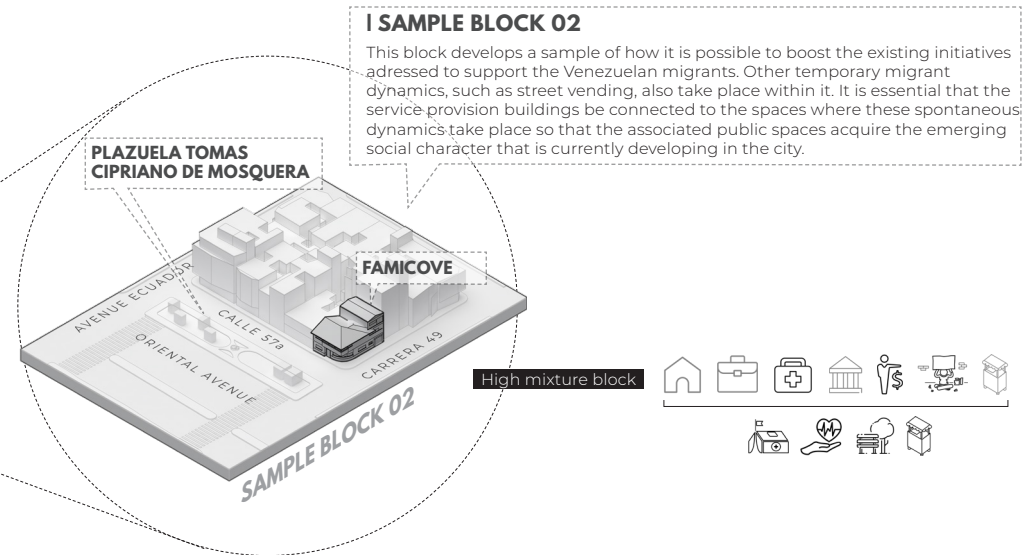 | SAMPLE BLOCK 02
This block develops a sample of how it is possible to boost the existing initiatives
adressed to support the Venezuelan migrants. Other temporary migrant
dynamics, such as street vending, also take place within it. It is essential that the
service provision buildings be connected to the spaces where these spontaneous
dynamics take place so that the associated public spaces acquire the emerging
social character that is currently developing in the city.
PLAZUELA TOMAS
CIPRIANO DE MOSQUERA
FAMICOVE
AVENUE ECUADOR
CALLE 57a
ORIENTAL AVENUE
CARRERA 49
High mixture block
$
SAMPLE BLOCK 02